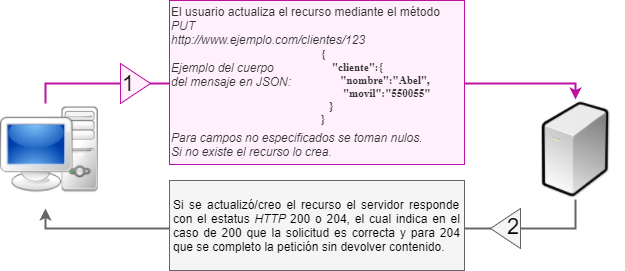 El usuario actualiza el recurso mediante el método
PUT
http://www.ejemplo.com/clientes/123
{
Ejemplo del cuerpo "cliente":{
del mensaje en JSON: "nombre":"Abel",
"movil":"550055"
}
}
1
Para campos no especificados se toman nulos.
Si no existe el recurso lo crea.
Si se actualizó/creo el recurso el servidor responde
con el estatus HTTP 200 o 204, el cual indica en el
caso de 200 que la solicitud es correcta y para 204
que se completo la petición sin devolver contenido.
2